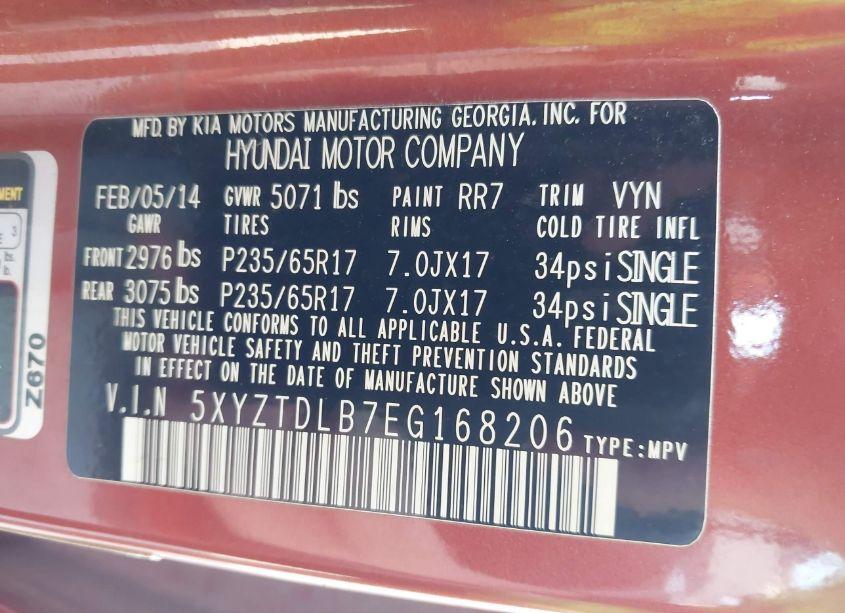 MFD. BY KIA MOTORS MANUFACTURING GEORGIA. INC. FOR
HYUNDAI MOTOR COMPANY
FEB/05/14 GVWR 5071 lbs PAINT RR7 TRIM VYN
GAWR TIRES RIMS COLD TIRE INFL
FRONT 2976 lbs P235/65R17 7.0JX17 34psi SINGLE
REAR 3075 lbs P235/65R17 7.0JX17 34psi SINGLE
THIS VEHICLE CONFORMS TO ALL APPLICABLE U.S.A. FEDERAL
MOTOR VEHICLE SAFETY AND THEFT PREVENTION STANDARDS
IN EFFECT ON THE DATE OF MANUFACTURE SHOWN ABOVE
V.I.N 5XYZTDLB7EG168206 TYPE:MPV
3
lbs.
Z670